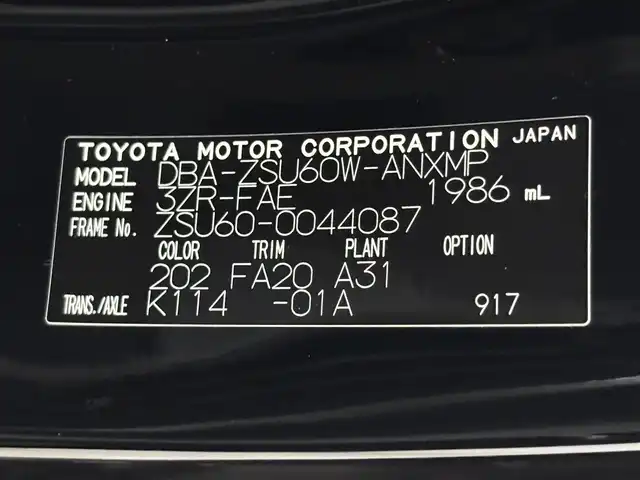 TOYOTA MOTOR CORPORATION JAPAN
MODEL DBA-ZSU60W-ANXMP
ENGINE 3ZR-FAE 1986 mL
FRAME No. ZSU60-0044087
COLOR TRIM PLANT OPTION
202 FA20 A31
TRANS./AXLE K114 -01A 917